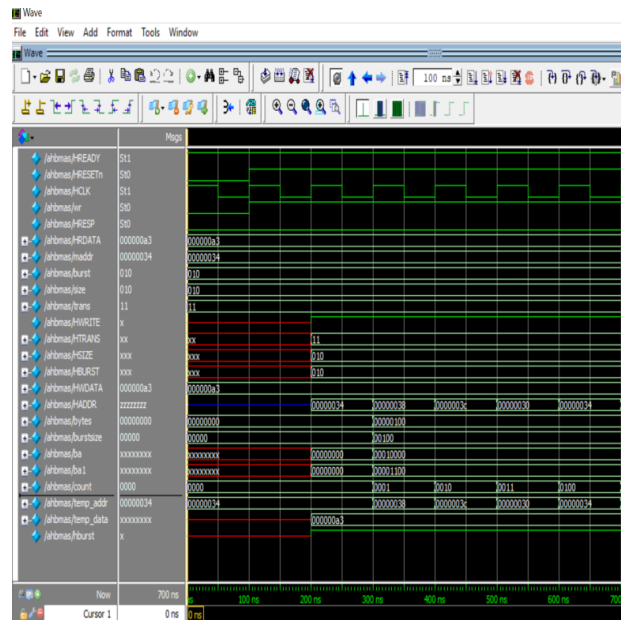 Wave
File Edit View Add Format Tools Window
Wave
100 ns
Msgs
/ahbmas/HREADY St1
/ahbmas/HRESETn St0
/ahbmas/HCLK St1
/ahbmas/wr St0
/ahbmas/HRESP St0
/ahbmas/HRDATA 000000a3 000000a3
/ahbmas/maddr 00000034 00000034
/ahbmas/burst 010 010
/ahbmas/size 010 010
/ahbmas/trans 11 11
/ahbmas/HWRITE x
/ahbmas/HTRANS xx xx 11
/ahbmas/HSIZE xxx xxx 010
/ahbmas/HBURST xxx xxx 010
/ahbmas/HWDATA 000000a3 000000a3
/ahbmas/HADDR zzzzzzzz 00000034 00000038 0000003c 00000030 00000034
/ahbmas/bytes 00000000 00000000 00000100
/ahbmas/burstsize 00000 00000 00100
/ahbmas/ba xxxxxxxx xxxxxxxx 00000000 00010000
/ahbmas/ba1 xxxxxxxx xxxxxxxx 00000000 00001100
/ahbmas/count 0000 0000 0001 0010 0011 0100
/ahbmas/temp_addr 00000034 00000034 00000038 0000003c 00000030 00000034
/ahbmas/temp_data xxxxxxxx 000000a3
/ahbmas/hburst x
Now 700 ns 100 ns 200 ns 300 ns 400 ns 500 ns 600 ns 700
Cursor 1 0 ns 0 ns